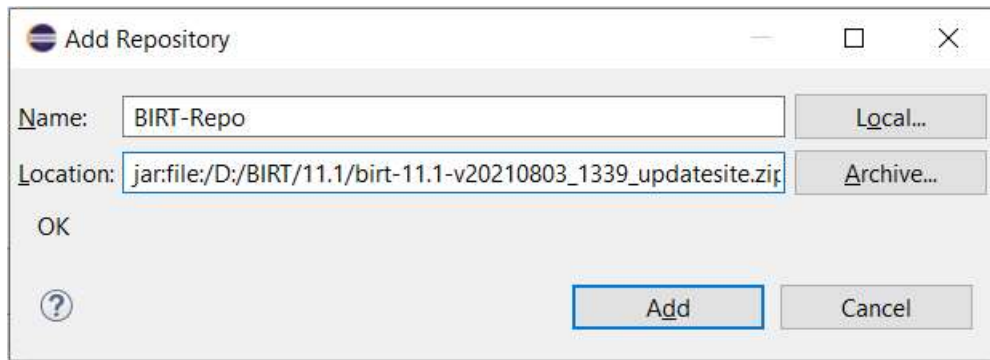 Add Repository
Name: BIRT-Repo Local...
Location: jar:file:/D:/BIRT/11.1/birt-11.1-v20210803_1339_updatesite.zip Archive...
OK
? Add Cancel